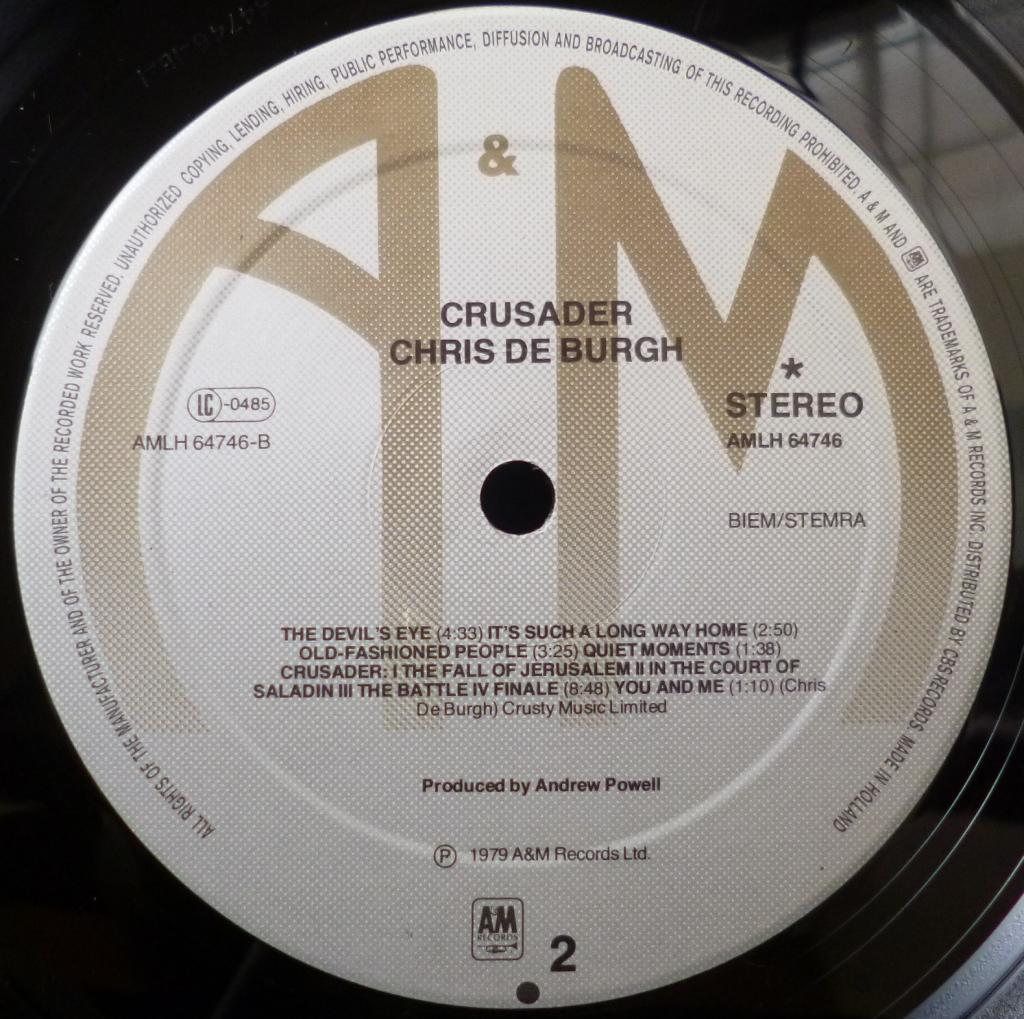 ALL RIGHTS OF THE MANUFACTURER AND OF THE OWNER OF THE RECORDED WORK RESERVED. UNAUTHORIZED COPYING, LENDING, HIRING, PUBLIC PERFORMANCE, DIFFUSION AND BROADCASTING OF THIS RECORDING PROHIBITED. A & M AND AM ARE TRADEMARKS OF A & M RECORDS INC. DISTRIBUTED BY CBS RECORDS. MADE IN HOLLAND
A & M
CRUSADER
CHRIS DE BURGH
LC-0485
AMLH 64746-B
*
STEREO
AMLH 64746
BIEM/STEMRA
THE DEVIL'S EYE (4:33) IT'S SUCH A LONG WAY HOME (2:50)
OLD-FASHIONED PEOPLE (3:25) QUIET MOMENTS (1:38)
CRUSADER: I THE FALL OF JERUSALEM II IN THE COURT OF
SALADIN III THE BATTLE IV FINALE (8:48) YOU AND ME (1:10) (Chris
De Burgh) Crusty Music Limited
Produced by Andrew Powell
℗ 1979 A&M Records Ltd.
AM
RECORDS
2